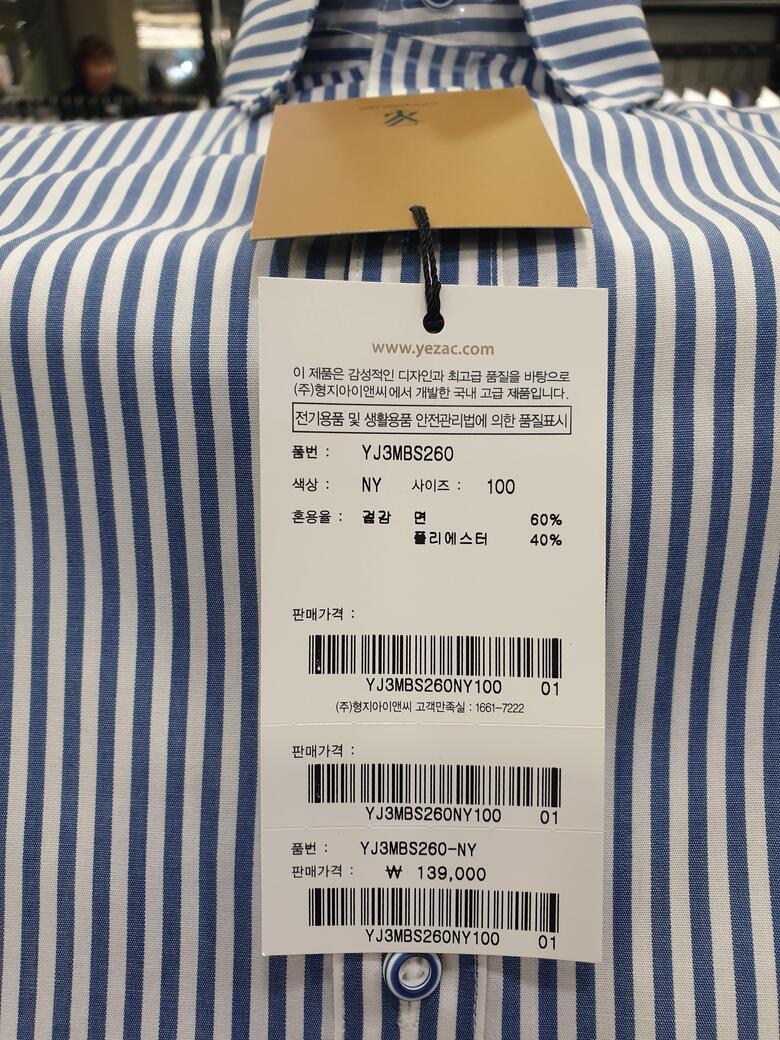 www.yezac.com
이 제품은 감성적인 디자인과 최고급 품질을 바탕으로
(주)형지아이앤씨에서 개발한 국내 고급 제품입니다.
전기용품 및 생활용품 안전관리법에 의한 품질표시
품번 : YJ3MBS260
색상 : NY 사이즈 : 100
혼용율 : 겉감 면 60%
폴리에스터 40%
판매가격 :
YJ3MBS260NY100 01
(주)형지아이앤씨 고객만족실 : 1661-7222
판매가격 :
YJ3MBS260NY100 01
품번 : YJ3MBS260-NY
판매가격 : ₩ 139,000
YJ3MBS260NY100 01